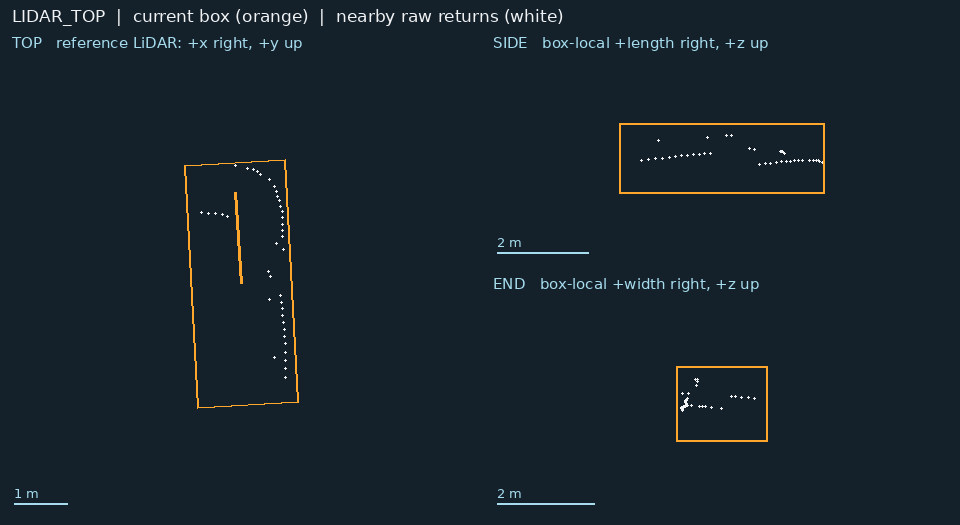 LIDAR_TOP  |  current box (orange)  |  nearby raw returns (white)
TOP   reference LiDAR: +x right, +y up
SIDE   box-local +length right, +z up
2 m
END   box-local +width right, +z up
1 m
2 m